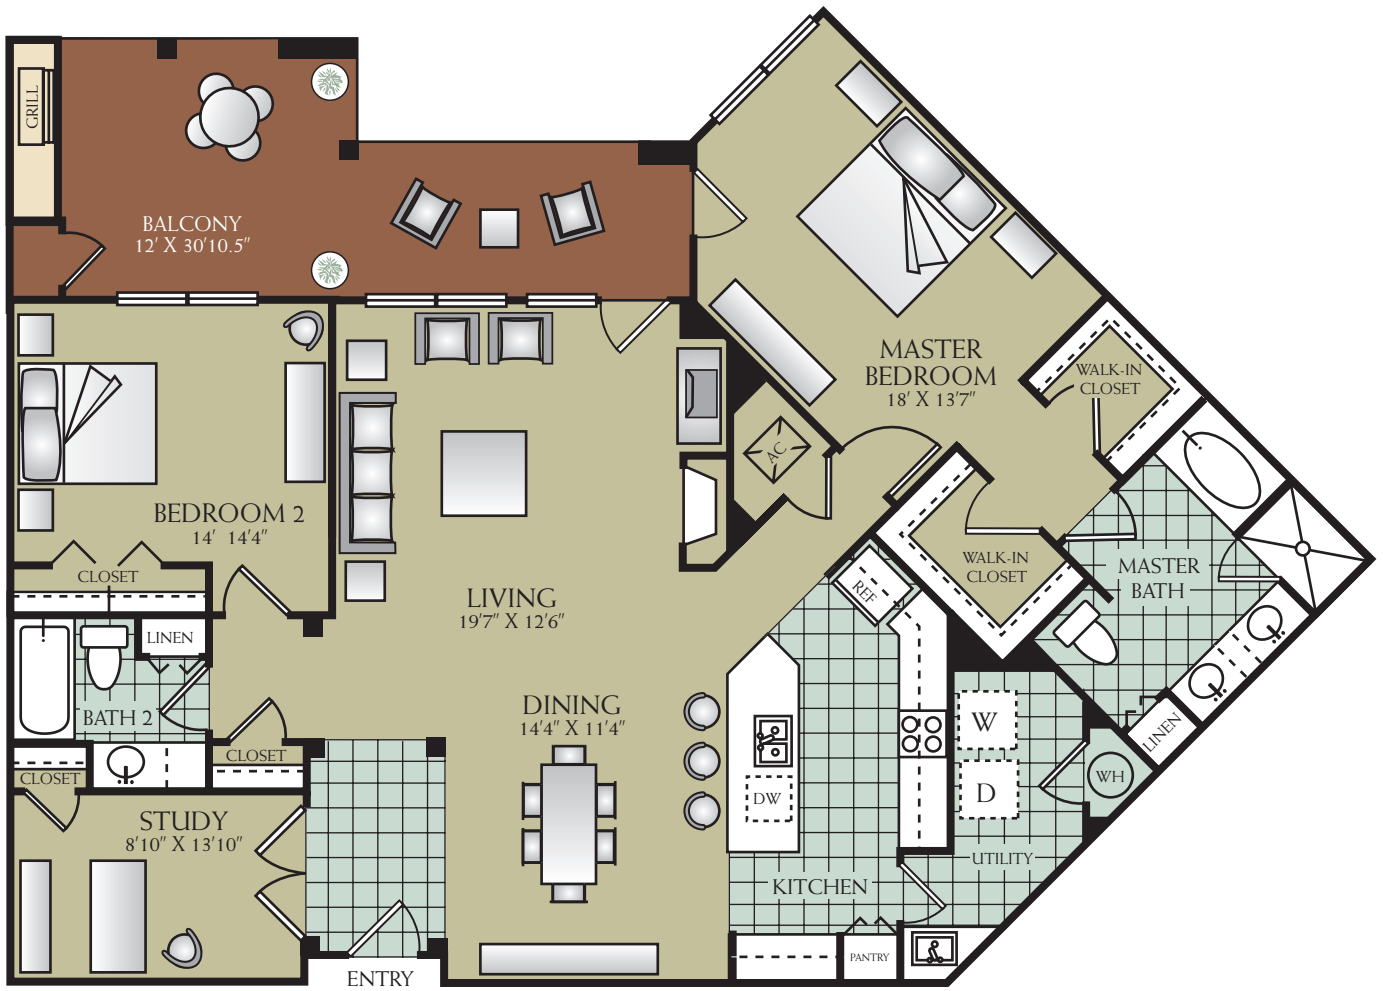 GRILL
BALCONY
12' X 30'10.5"
MASTER
BEDROOM
18' X 13'7"
WALK-IN
CLOSET
AC
BEDROOM 2
14'  14'4"
CLOSET
LIVING
19'7" X 12'6"
WALK-IN
CLOSET
MASTER
BATH
REF
LINEN
BATH 2
DINING
14'4" X 11'4"
W
LINEN
CLOSET
CLOSET
WH
D
DW
STUDY
8'10" X 13'10"
UTILITY
KITCHEN
PANTRY
ENTRY